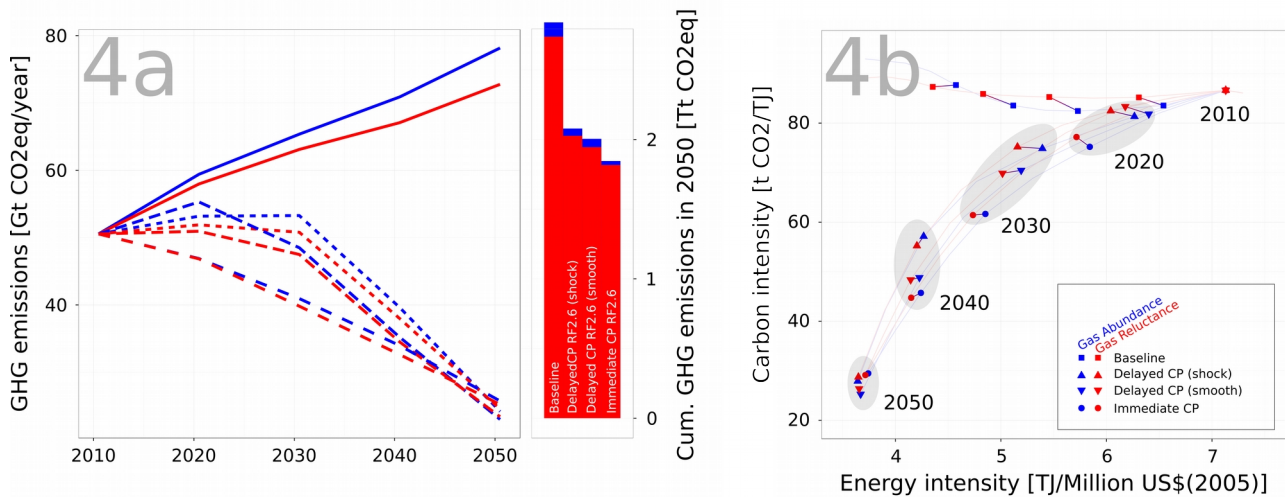 4a
GHG emissions [Gt CO2eq/year]
80
60
40
2010
2020
2030
2040
2050
Baseline
DelayedCP RF2.6 (shock)
Delayed CP RF2.6 (smooth)
Immediate CP RF2.6
2
1
0
Cum. GHG emissions in 2050 [Tt CO2eq]
4b
Carbon intensity [t CO2/TJ]
80
60
40
20
2010
2020
2030
2040
2050
Gas Abundance
Gas Reluctance
Baseline
Delayed CP (shock)
Delayed CP (smooth)
Immediate CP
4
5
6
7
Energy intensity [TJ/Million US$(2005)]